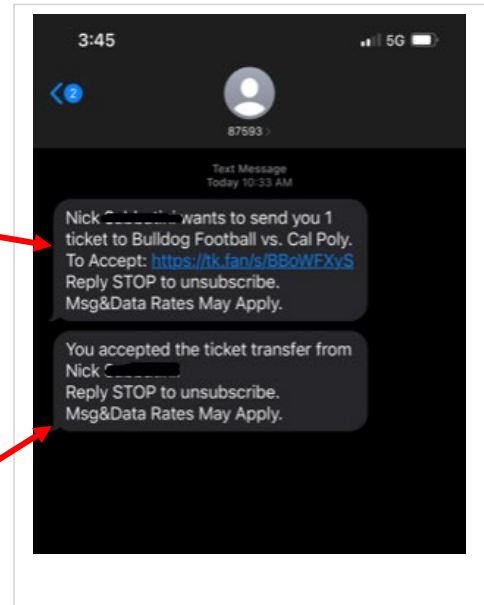 3:45
5G
2
87593 >
Text Message
Today 10:33 AM
Nick wants to send you 1
ticket to Bulldog Football vs. Cal Poly.
To Accept: https://tk.fan/s/BBoWFXyS
Reply STOP to unsubscribe.
Msg&Data Rates May Apply.
You accepted the ticket transfer from
Nick
Reply STOP to unsubscribe.
Msg&Data Rates May Apply.